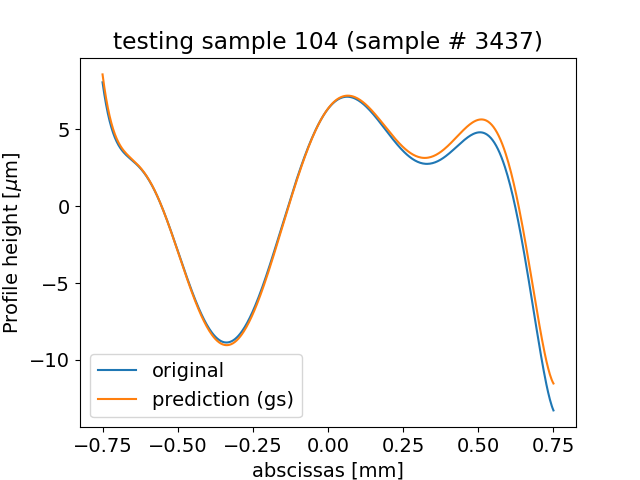 testing sample 104 (sample # 3437)
Profile height [μm]
5
0
−5
−10
original
prediction (gs)
−0.75 −0.50 −0.25 0.00 0.25 0.50 0.75
abscissas [mm]